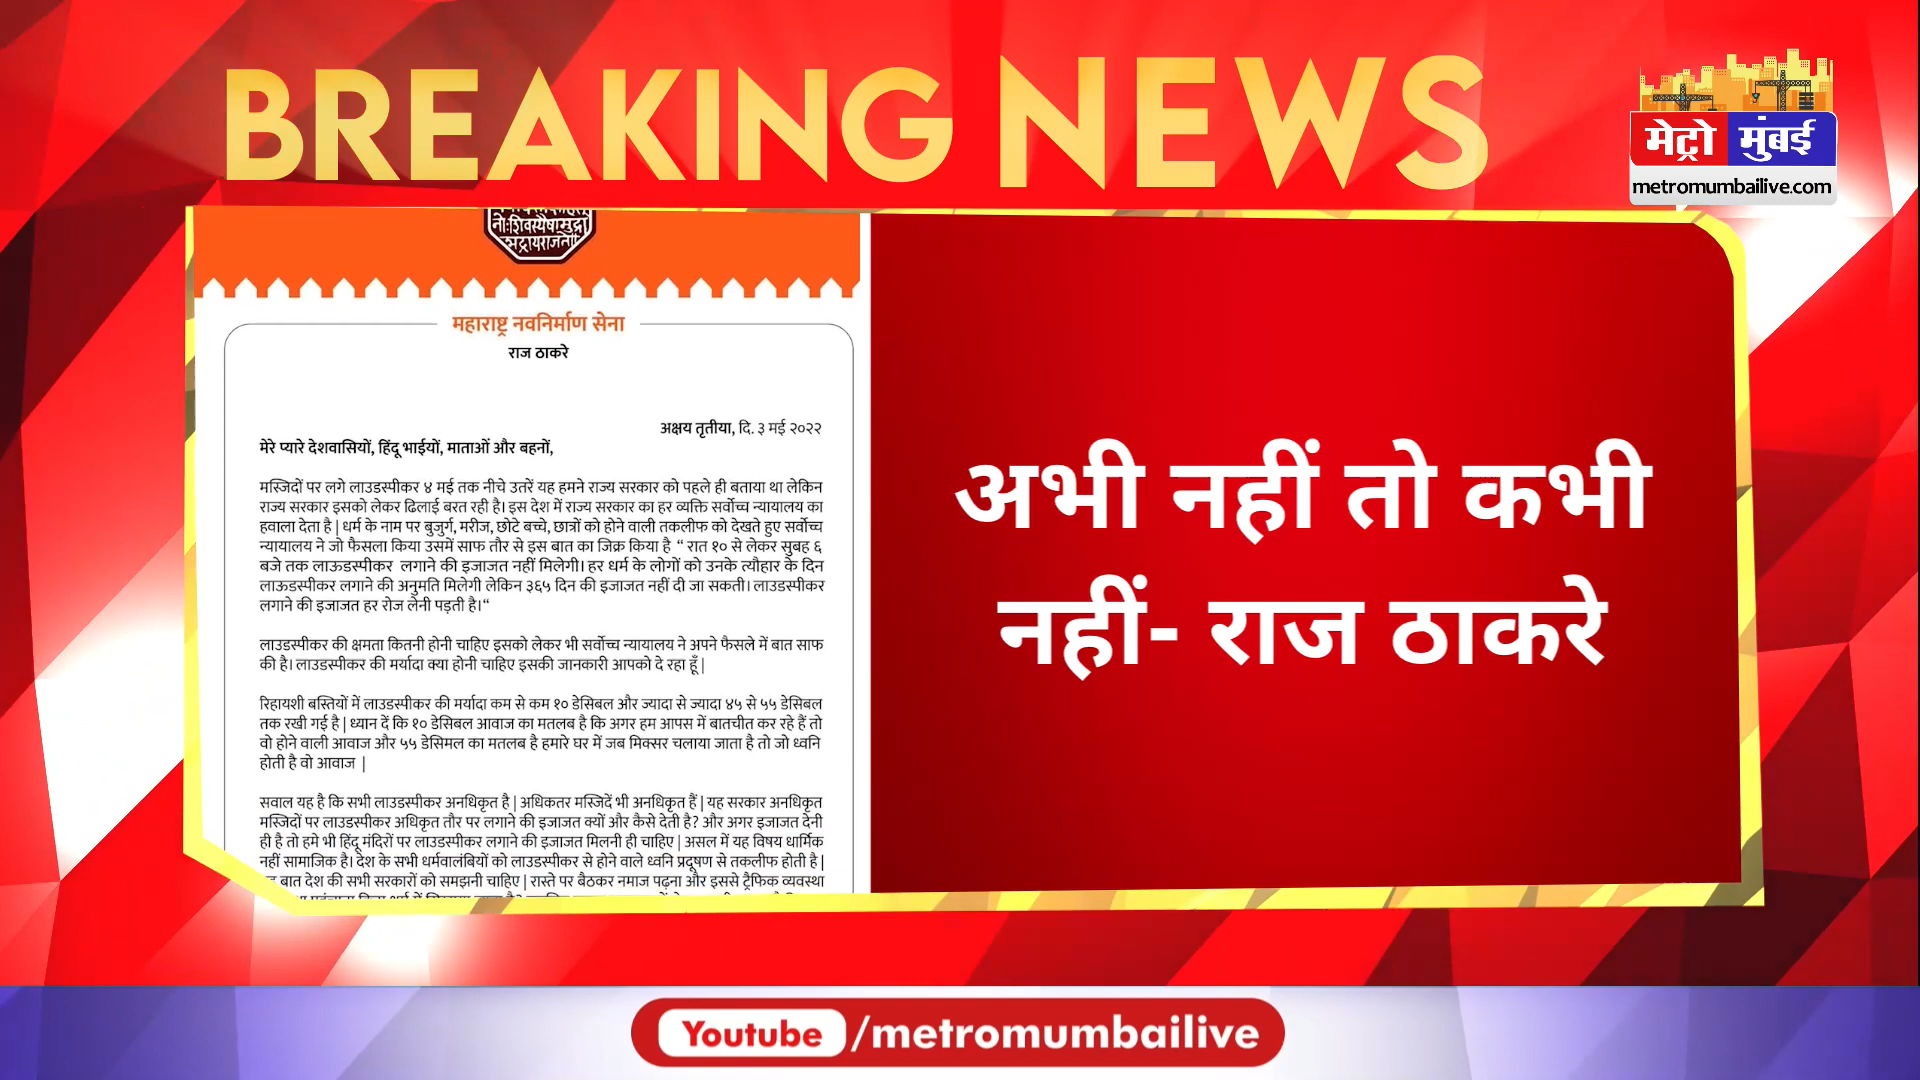 BREAKING NEWS
मेट्रो मुंबई
metromumbailive.com
नोःशिवस्यैषामुद्रा
भद्रायराजते
महाराष्ट्र नवनिर्माण सेना
राज ठाकरे
अक्षय तृतीया, दि. ३ मई २०२२
मेरे प्यारे देशवासियों, हिंदू भाईयों, माताओं और बहनों,
मस्जिदों पर लगे लाउडस्पीकर ४ मई तक नीचे उतरें यह हमने राज्य सरकार को पहले ही बताया था लेकिन
राज्य सरकार इसको लेकर ढिलाई बरत रही है। इस देश में राज्य सरकार का हर व्यक्ति सर्वोच्च न्यायालय का
हवाला देता है | धर्म के नाम पर बुजुर्ग, मरीज, छोटे बच्चे, छात्रों को होने वाली तकलीफ को देखते हुए सर्वोच्च
न्यायालय ने जो फैसला किया उसमें साफ तौर से इस बात का जिक्र किया है “ रात १० से लेकर सुबह ६
बजे तक लाऊडस्पीकर लगाने की इजाजत नहीं मिलेगी। हर धर्म के लोगों को उनके त्यौहार के दिन
लाऊडस्पीकर लगाने की अनुमति मिलेगी लेकिन ३६५ दिन की इजाजत नहीं दी जा सकती। लाउडस्पीकर
लगाने की इजाजत हर रोज लेनी पड़ती है।“
लाउडस्पीकर की क्षमता कितनी होनी चाहिए इसको लेकर भी सर्वोच्च न्यायालय ने अपने फैसले में बात साफ
की है। लाउडस्पीकर की मर्यादा क्या होनी चाहिए इसकी जानकारी आपको दे रहा हूँ |
रिहायशी बस्तियों में लाउडस्पीकर की मर्यादा कम से कम १० डेसिबल और ज्यादा से ज्यादा ४५ से ५५ डेसिबल
तक रखी गई है | ध्यान दें कि १० डेसिबल आवाज का मतलब है कि अगर हम आपस में बातचीत कर रहे हैं तो
वो होने वाली आवाज और ५५ डेसिमल का मतलब है हमारे घर में जब मिक्सर चलाया जाता है तो जो ध्वनि
होती है वो आवाज |
सवाल यह है कि सभी लाउडस्पीकर अनधिकृत है | अधिकतर मस्जिदें भी अनधिकृत हैं | यह सरकार अनधिकृत
मस्जिदों पर लाउडस्पीकर अधिकृत तौर पर लगाने की इजाजत क्यों और कैसे देती है? और अगर इजाजत देनी
ही है तो हमे भी हिंदू मंदिरों पर लाउडस्पीकर लगाने की इजाजत मिलनी ही चाहिए | असल में यह विषय धार्मिक
नहीं सामाजिक है। देश के सभी धर्मवालंबियों को लाउडस्पीकर से होने वाले ध्वनि प्रदूषण से तकलीफ होती है |
बात देश की सभी सरकारों को समझनी चाहिए | रास्ते पर बैठकर नमाज पढ़ना और इससे ट्रैफिक व्यवस्था
अभी नहीं तो कभी
नहीं- राज ठाकरे
Youtube /metromumbailive